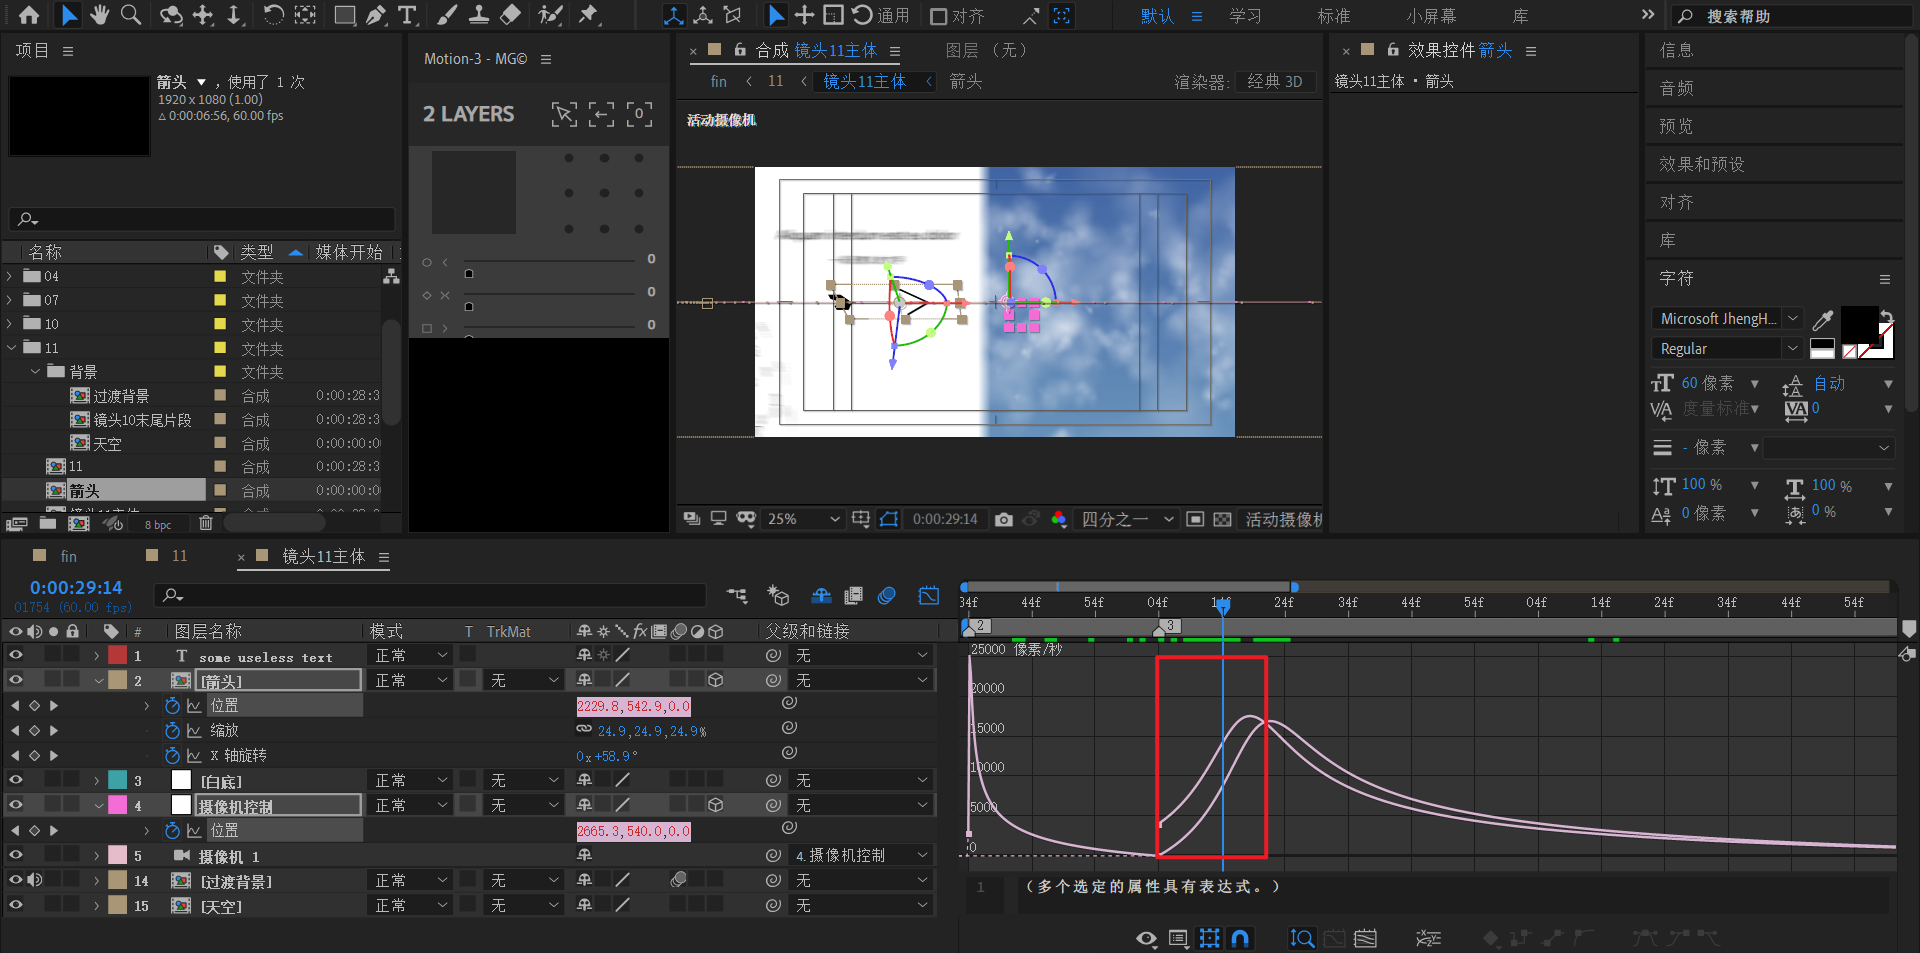 通用
对齐
默认
学习
标准
小屏幕
库
搜索帮助
项目
箭头 ▼ ，使用了 1 次
1920 x 1080 (1.00)
△ 0:00:06:56, 60.00 fps
名称
类型
媒体开始
04
文件夹
07
文件夹
10
文件夹
11
文件夹
背景
文件夹
过渡背景
合成
0:00:28:3
镜头10末尾片段
合成
0:00:28:3
天空
合成
0:00:00:0
11
合成
0:00:28:3
箭头
合成
0:00:00:0
8 bpc
Motion-3 - MG©
2 LAYERS
0
0
0
0
合成 镜头11主体
图层 （无）
fin
11
镜头11主体
箭头
渲染器:
经典 3D
活动摄像机
25%
0:00:29:14
四分之一
活动摄像机
效果控件 箭头
镜头11主体 · 箭头
信息
音频
预览
效果和预设
对齐
库
字符
Microsoft JhengH...
Regular
60 像素
自动
度量标准
0
- 像素
100 %
100 %
0 像素
0 %
fin
11
镜头11主体
0:00:29:14
01754 (60.00 fps)
#
图层名称
模式
T
TrkMat
父级和链接
1
some useless text
正常
无
2
[箭头]
正常
无
无
位置
2229.8,542.9,0.0
缩放
24.9,24.9,24.9%
X 轴旋转
0x+58.9°
3
[白底]
正常
无
无
4
摄像机控制
正常
无
无
位置
2665.3,540.0,0.0
5
摄像机 1
4.摄像机控制
14
[过渡背景]
正常
无
无
15
[天空]
正常
无
无
34f
44f
54f
04f
14f
24f
34f
44f
54f
04f
14f
24f
34f
44f
54f
2
3
25000 像素/秒
20000
15000
10000
5000
0
1
(多个选定的属性具有表达式。)